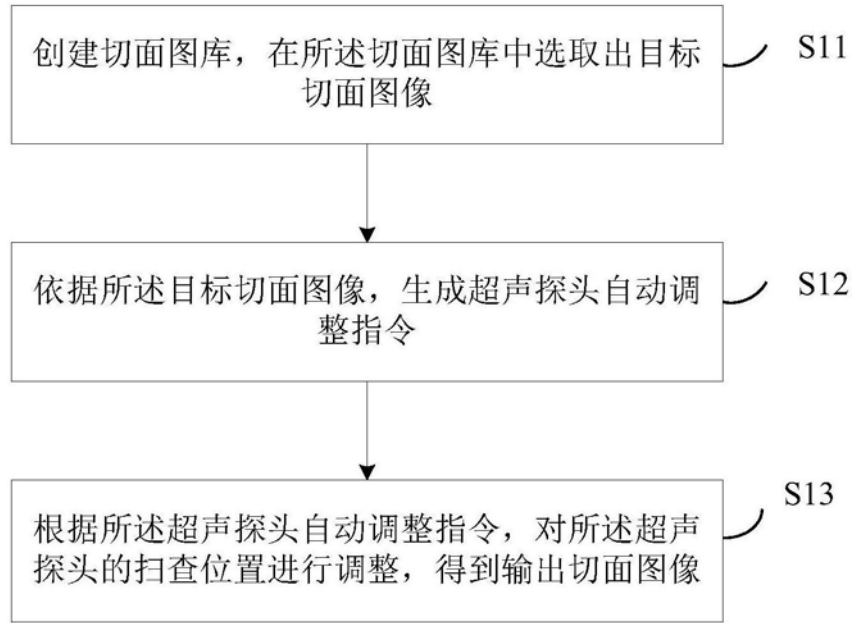 创建切面图库，在所述切面图库中选取出目标
切面图像
S11
依据所述目标切面图像，生成超声探头自动调
整指令
S12
根据所述超声探头自动调整指令，对所述超声
探头的扫查位置进行调整，得到输出切面图像
S13